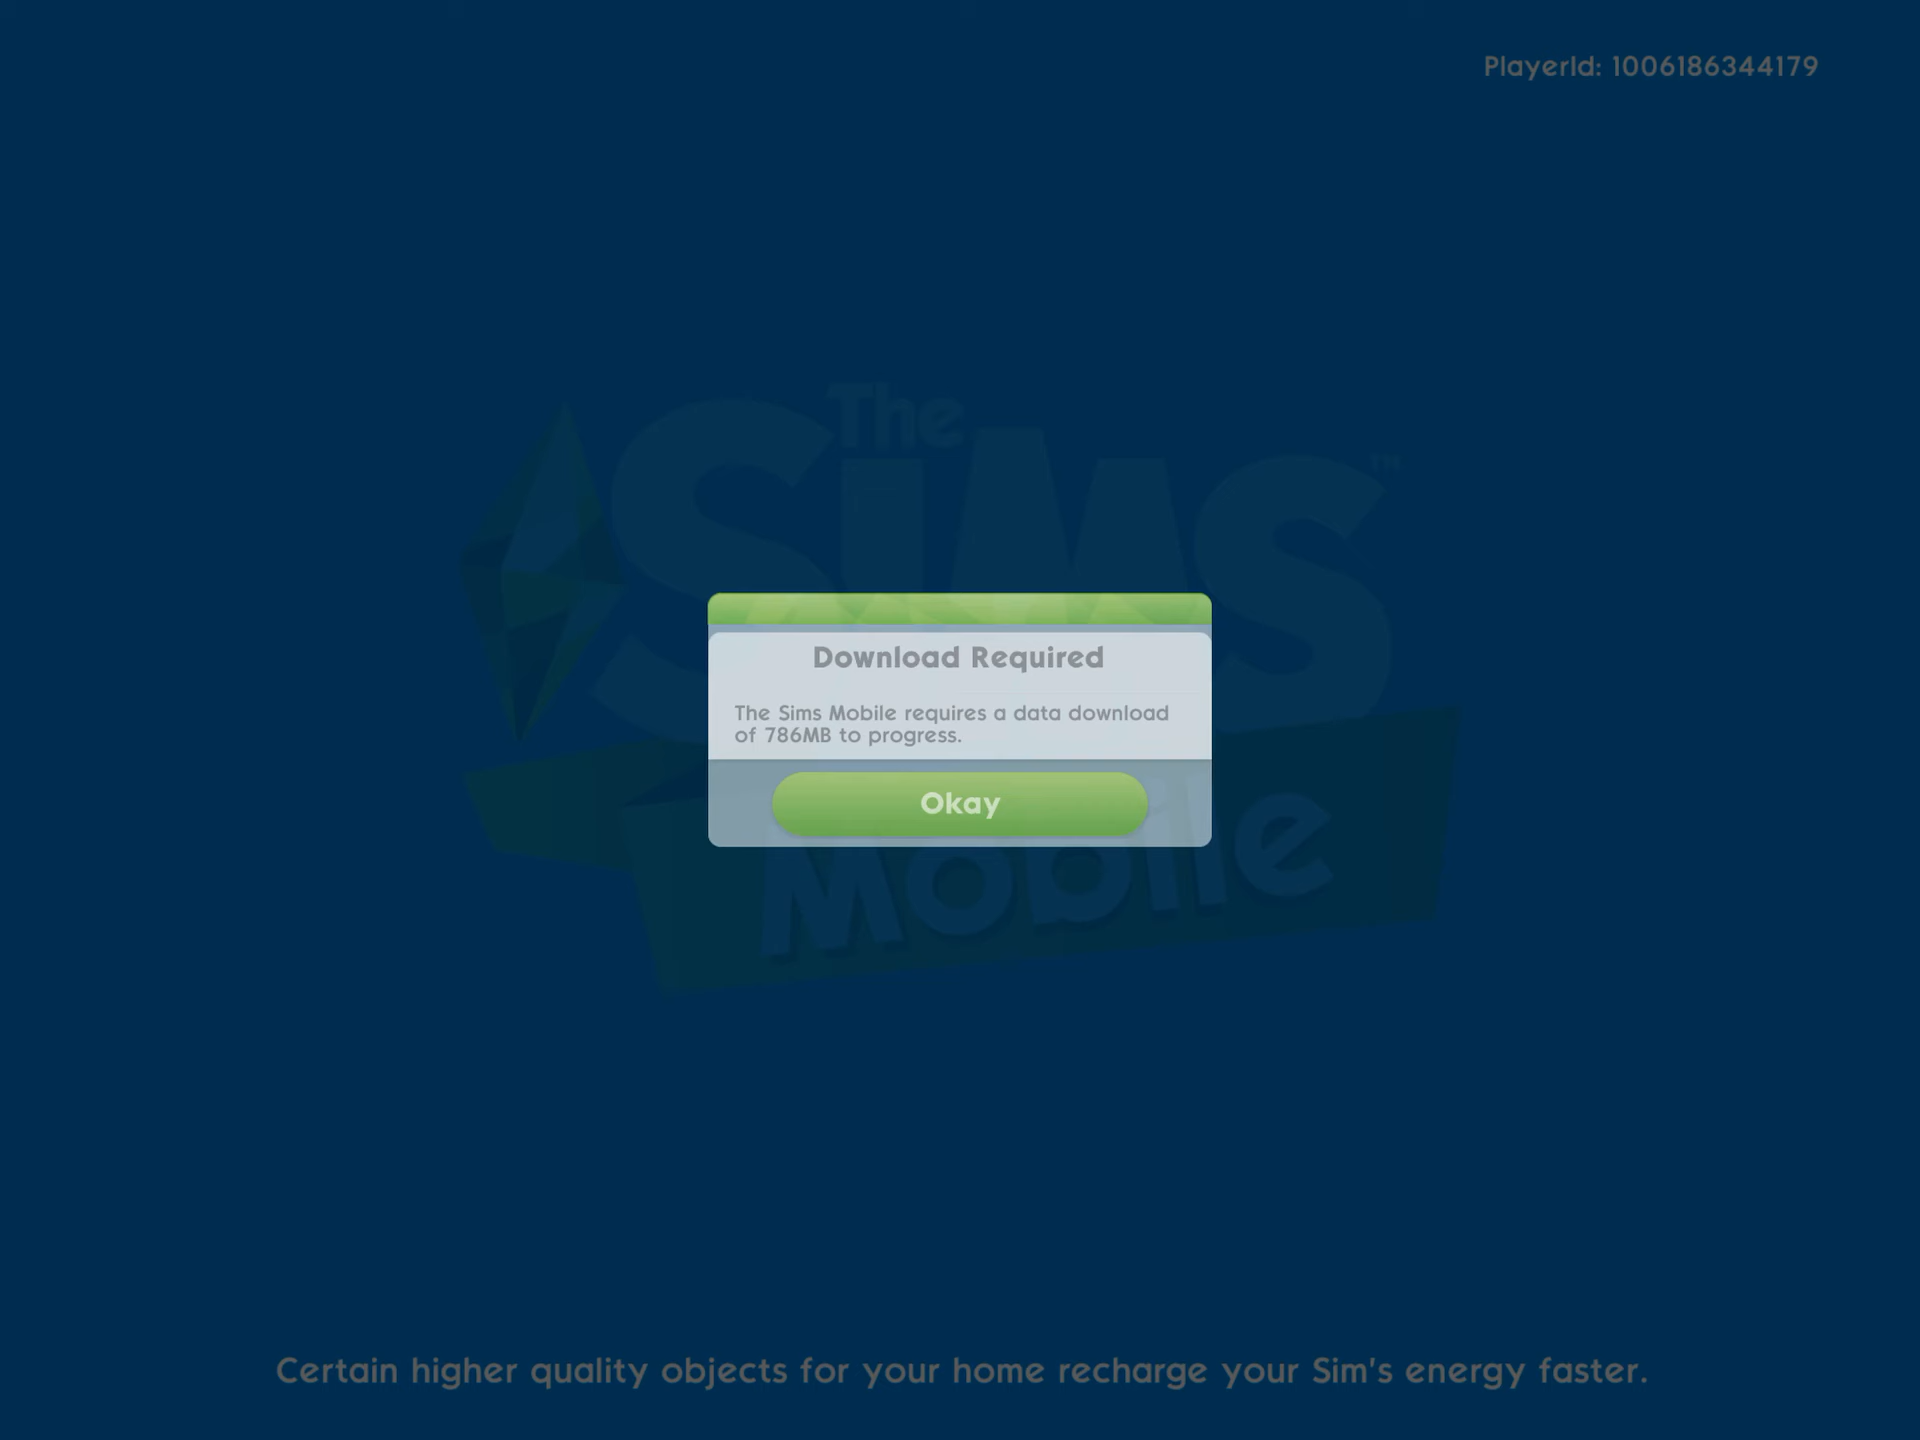 PlayerId: 1006186344179
The
SiMS
TM
Mobile
Download Required
The Sims Mobile requires a data download
of 786MB to progress.
Okay
Certain higher quality objects for your home recharge your Sim's energy faster.